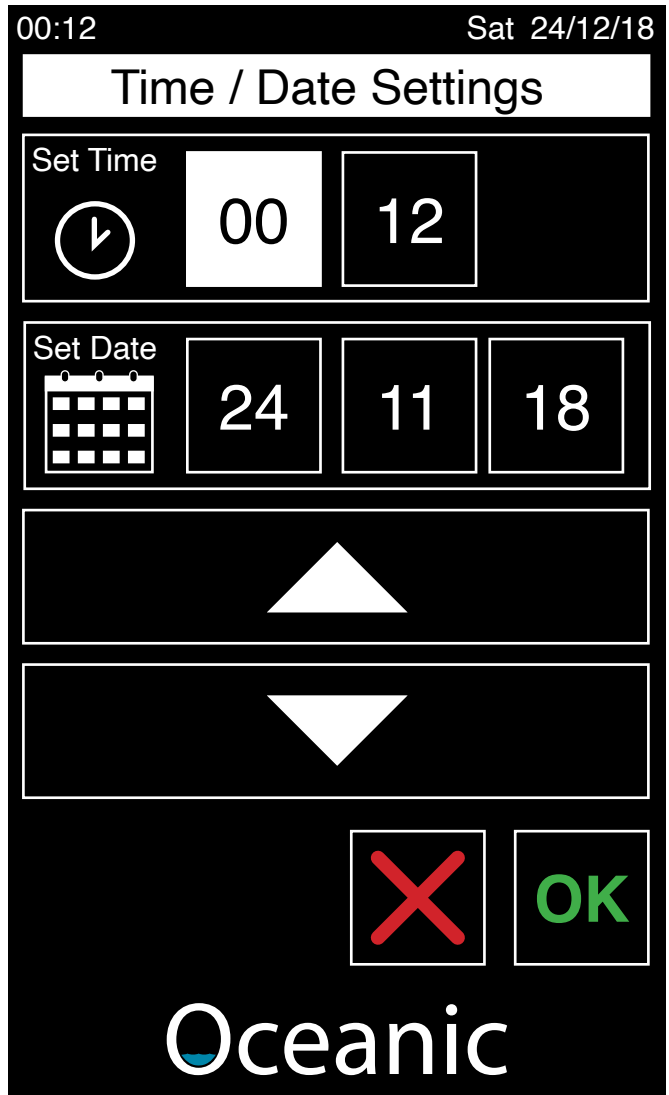 00:12 Sat 24/12/18
Time / Date Settings
Set Time
00 12
Set Date
24 11 18
OK
Oceanic